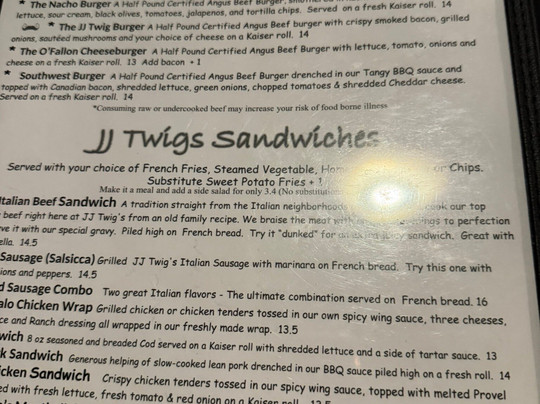 * The Nacho Burger A Half Pound Certified Angus Beef Burger,
lettuce, sour cream, black olives, tomatoes, jalapenos, and tortilla chips. Served on a fresh Kaiser roll. 14
* The JJ Twig Burger A Half Pound Certified Angus Beef Burger with crispy smoked bacon, grilled
onions, sautéed mushrooms and your choice of cheese on a Kaiser roll. 14
* The O'Fallon Cheeseburger A Half Pound Certified Angus Beef Burger with lettuce, tomato, onions and
cheese on a fresh Kaiser roll. 13 Add bacon +1
* Southwest Burger A Half Pound Certified Angus Beef Burger drenched in our Tangy BBQ sauce and
topped with Canadian bacon, shredded lettuce, green onions, chopped tomatoes & shredded Cheddar cheese.
Served on a fresh Kaiser roll. 14
*Consuming raw or undercooked beef may increase your risk of food borne illness
JJ Twigs Sandwiches
Served with your choice of French Fries, Steamed Vegetable, or Chips.
Substitute Sweet Potato Fries + 1
Make it a meal and add a side salad for only 3.4 (No
Italian Beef Sandwich A tradition straight from the Italian cook our top
beef right here at JJ Twig's from an old family recipe. We braise the meat with to perfection
ve it with our special gravy. Piled high on French bread. Try it "dunked" for sandwich. Great with
ella. 14.5
Sausage (Salsicca) Grilled JJ Twig's Italian Sausage with marinara on French bread. Try this one with
ions and peppers. 14.5
d Sausage Combo Two great Italian flavors - The ultimate combination served on French bread. 16
alo Chicken Wrap Grilled chicken or chicken tenders tossed in our own spicy wing sauce, three cheeses,
ce and Ranch dressing all wrapped in our freshly made wrap. 13.5
wich 8 oz seasoned and breaded Cod served on a Kaiser roll with shredded lettuce and a side of tartar sauce. 13
k Sandwich Generous helping of slow-cooked lean pork drenched in our BBQ sauce piled high on a fresh roll. 14
icken Sandwich Crispy chicken tenders tossed in our spicy wing sauce, topped with melted Provel
ed with fresh lettuce, fresh tomato & red onion on a Kaiser roll.